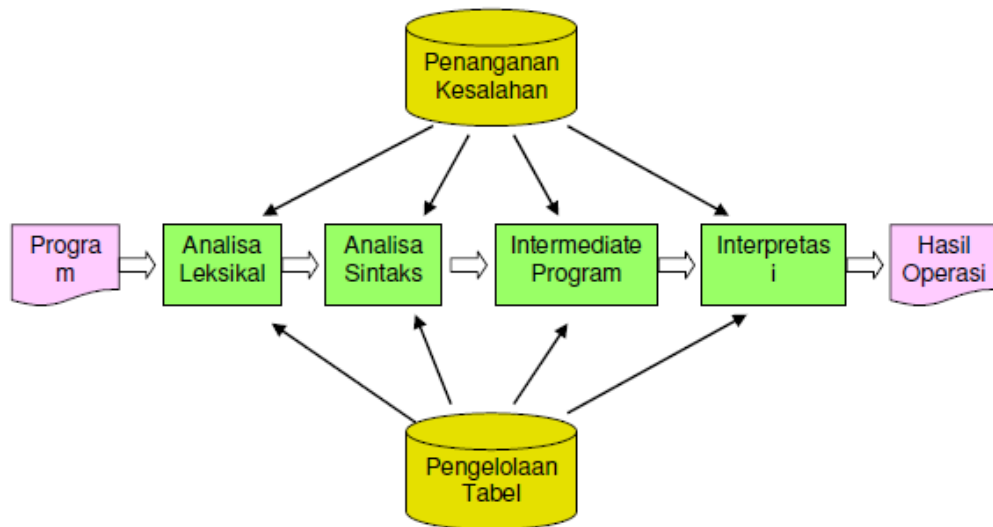 Penanganan
Kesalahan
Progra
m
Analisa
Leksikal
Analisa
Sintaks
Intermediate
Program
Interpretas
i
Hasil
Operasi
Pengelolaan
Tabel